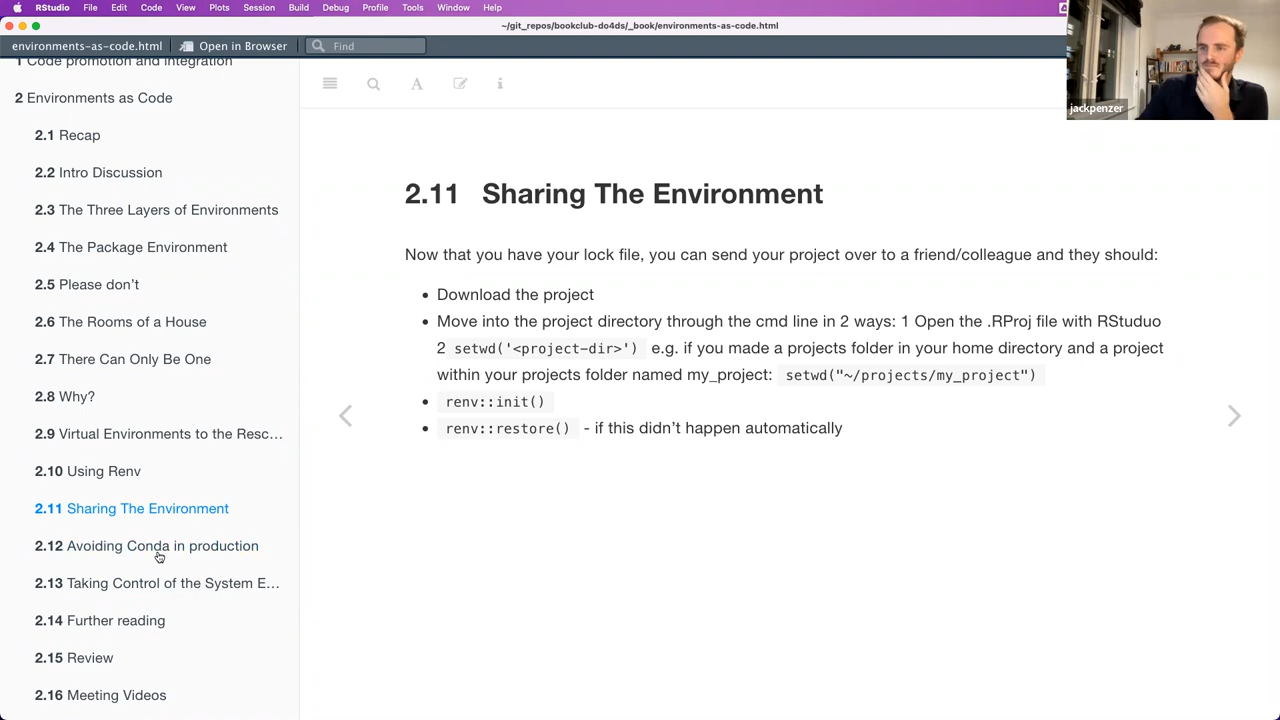 RStudio File Edit Code View Plots Session Build Debug Profile Tools Window Help
~/git_repos/bookclub-do4ds/_book/environments-as-code.html
environments-as-code.html Open in Browser Find
1 Code promotion and integration
2 Environments as Code
2.1 Recap
2.2 Intro Discussion
2.3 The Three Layers of Environments
2.4 The Package Environment
2.5 Please don't
2.6 The Rooms of a House
2.7 There Can Only Be One
2.8 Why?
2.9 Virtual Environments to the Resc…
2.10 Using Renv
2.11 Sharing The Environment
2.12 Avoiding Conda in production
2.13 Taking Control of the System E…
2.14 Further reading
2.15 Review
2.16 Meeting Videos
jackpenzer
2.11 Sharing The Environment
Now that you have your lock file, you can send your project over to a friend/colleague and they should:
• Download the project
• Move into the project directory through the cmd line in 2 ways: 1 Open the .RProj file with RStuduo
2 setwd('<project-dir>') e.g. if you made a projects folder in your home directory and a project
within your projects folder named my_project: setwd("~/projects/my_project")
• renv::init()
• renv::restore() - if this didn't happen automatically